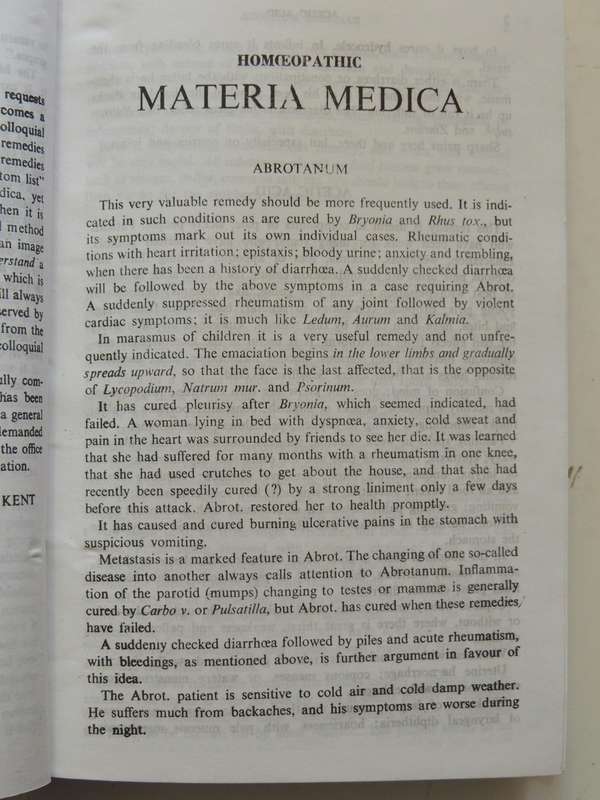 requests
comes a
olloquial
remedies
remedies
tom list"
dica, yet
hen it is
method
an image
erstand a
which is
ill always
served by
from the
colloquial
ully com-
has been
a general
demanded
the office
ation.
KENT
HOMŒOPATHIC
MATERIA MEDICA
ABROTANUM
This very valuable remedy should be more frequently used. It is indi-
cated in such conditions as are cured by Bryonia and Rhus tox., but
its symptoms mark out its own individual cases. Rheumatic condi-
tions with heart irritation; epistaxis; bloody urine; anxiety and trembling,
when there has been a history of diarrhœa. A suddenly checked diarrhœa
will be followed by the above symptoms in a case requiring Abrot.
A suddenly suppressed rheumatism of any joint followed by violent
cardiac symptoms; it is much like Ledum, Aurum and Kalmia.
In marasmus of children it is a very useful remedy and not unfre-
quently indicated. The emaciation begins in the lower limbs and gradually
spreads upward, so that the face is the last affected, that is the opposite
of Lycopodium, Natrum mur. and Psorinum.
It has cured pleurisy after Bryonia, which seemed indicated, had
failed. A woman lying in bed with dyspnœa, anxiety, cold sweat and
pain in the heart was surrounded by friends to see her die. It was learned
that she had suffered for many months with a rheumatism in one knee,
that she had used crutches to get about the house, and that she had
recently been speedily cured (?) by a strong liniment only a few days
before this attack. Abrot. restored her to health promptly.
It has caused and cured burning ulcerative pains in the stomach with
suspicious vomiting.
Metastasis is a marked feature in Abrot. The changing of one so-called
disease into another always calls attention to Abrotanum. Inflamma-
tion of the parotid (mumps) changing to testes or mammæ is generally
cured by Carbo v. or Pulsatilla, but Abrot. has cured when these remedies
have failed.
A suddenly checked diarrhœa followed by piles and acute rheumatism,
with bleedings, as mentioned above, is further argument in favour of
this idea.
The Abrot. patient is sensitive to cold air and cold damp weather.
He suffers much from backaches, and his symptoms are worse during
the night.